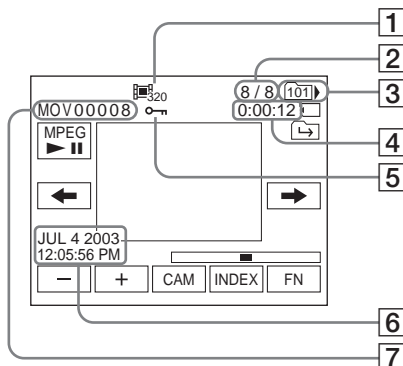 1
320
8 / 8
101
2
3
MOV00008
0:00:12
MPEG
4
5
JUL 4 2003
12:05:56 PM
– + CAM INDEX FN
6
7